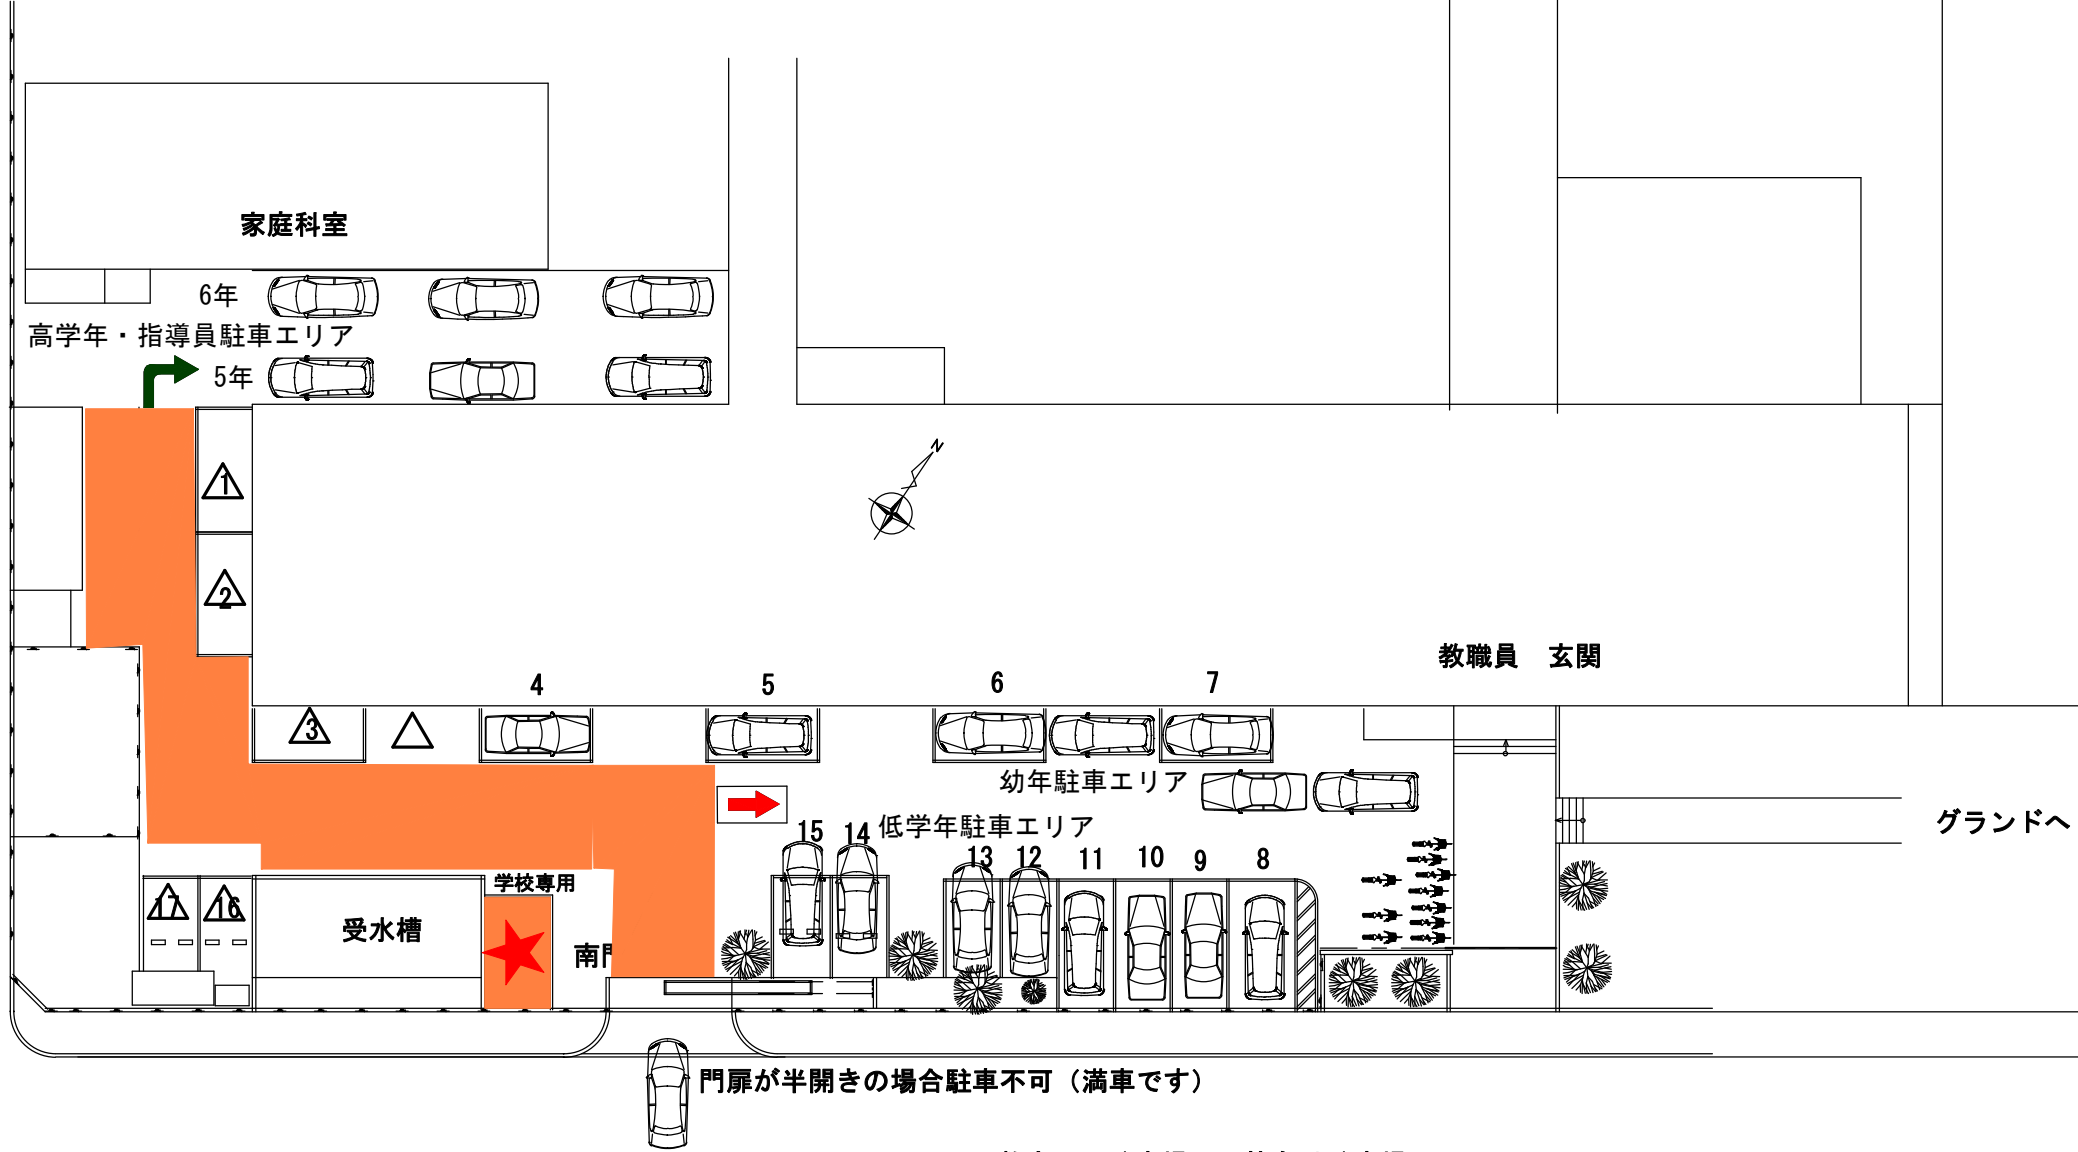 家庭科室
6年
高学年・指導員駐車エリア
5年
N
1
2
教職員 玄関
4
5
6
7
3
幼年駐車エリア
グランドへ
低学年駐車エリア
15
14
13
12
11
10
9
8
学校専用
17
16
受水槽
南門
門扉が半開きの場合駐車不可（満車です）